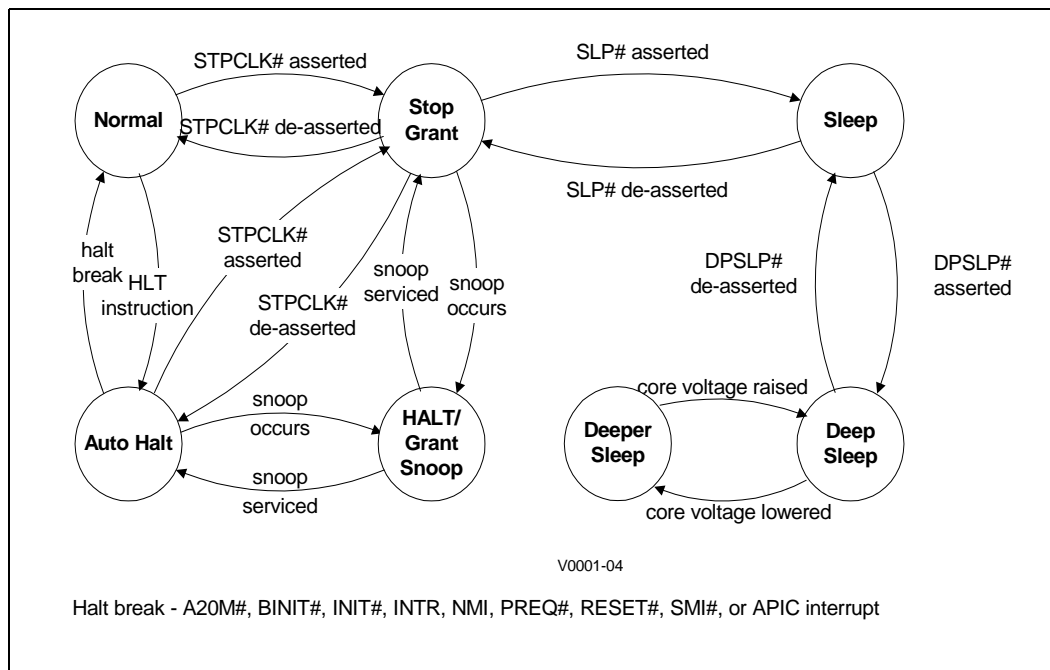 STPCLK# asserted
SLP# asserted
Normal
Stop
Grant
Sleep
STPCLK# de-asserted
SLP# de-asserted
halt
break
HLT
instruction
STPCLK#
asserted
STPCLK#
de-asserted
snoop
serviced
snoop
occurs
DPSLP#
de-asserted
DPSLP#
asserted
Auto Halt
snoop
occurs
snoop
serviced
HALT/
Grant
Snoop
Deeper
Sleep
core voltage raised
Deep
Sleep
core voltage lowered
V0001-04
Halt break - A20M#, BINIT#, INIT#, INTR, NMI, PREQ#, RESET#, SMI#, or APIC interrupt